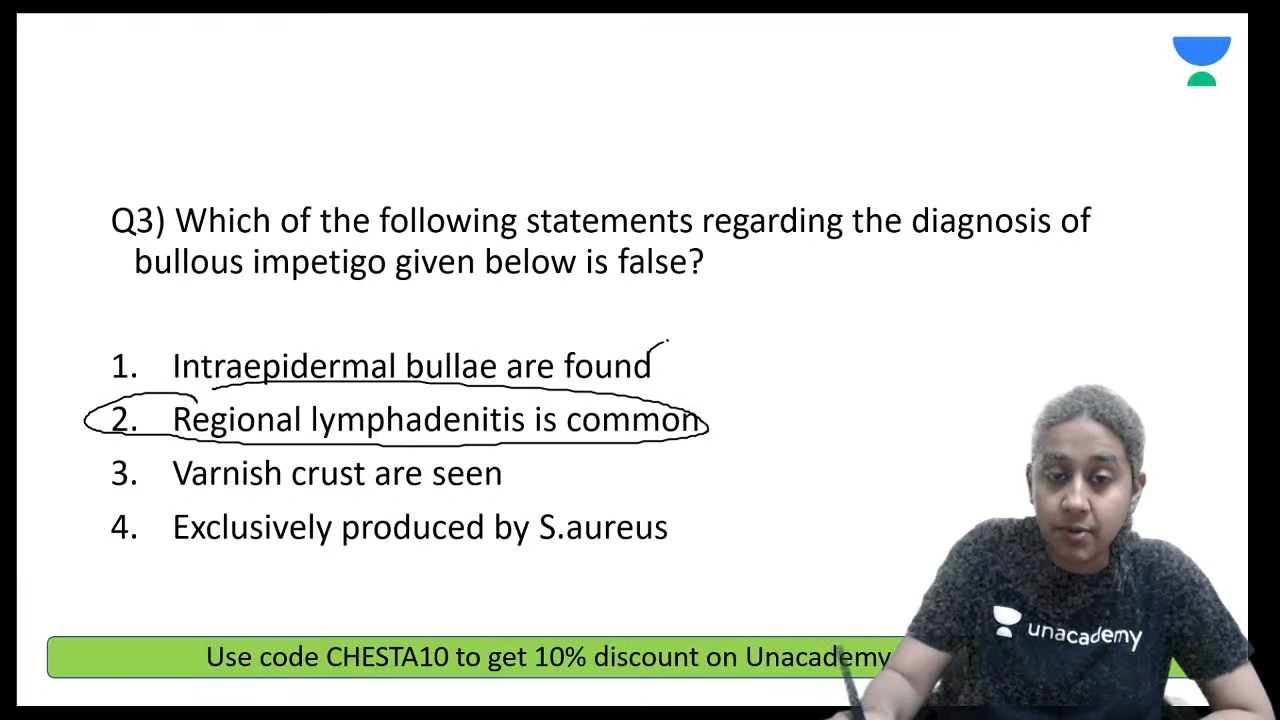 Q3) Which of the following statements regarding the diagnosis of
bullous impetigo given below is false?
1. Intraepidermal bullae are found
2. Regional lymphadenitis is common
3. Varnish crust are seen
4. Exclusively produced by S.aureus
unacademy
Use code CHESTA10 to get 10% discount on Unacademy